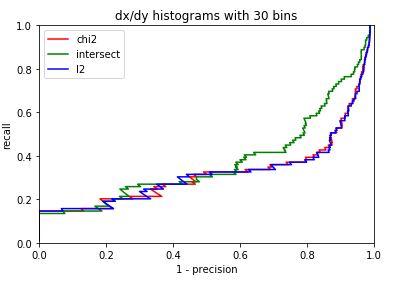 dx/dy histograms with 30 bins
1.0
0.8
0.6
0.4
0.2
0.0
recall
chi2
intersect
l2
0.0 0.2 0.4 0.6 0.8 1.0
1 - precision